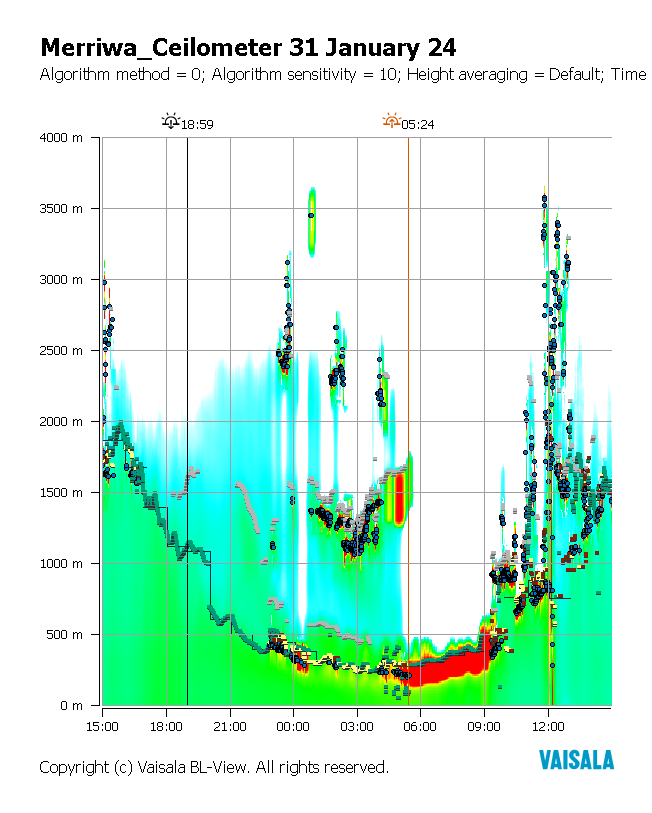 Merriwa_Ceilometer 31 January 24
Algorithm method = 0; Algorithm sensitivity = 10; Height averaging = Default; Time
18:59
05:24
4000 m
3500 m
3000 m
2500 m
2000 m
1500 m
1000 m
500 m
0 m
15:00 18:00 21:00 00:00 03:00 06:00 09:00 12:00
VAISALA
Copyright (c) Vaisala BL-View. All rights reserved.